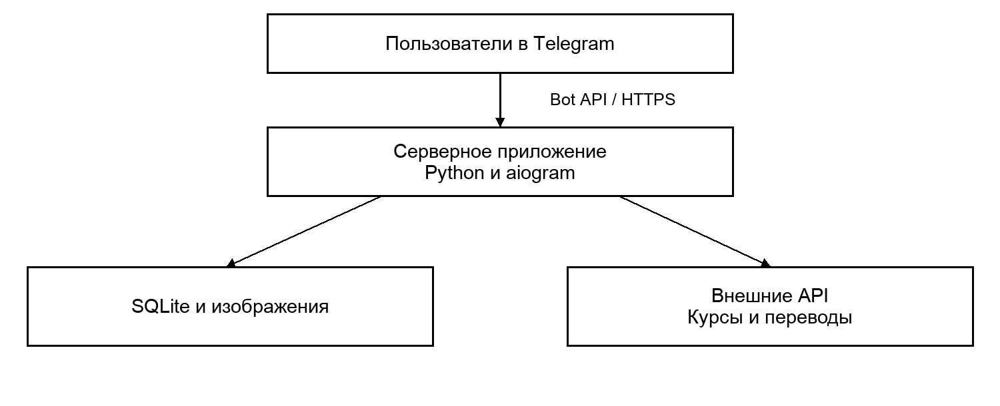 Пользователи в Telegram
Bot API / HTTPS
Серверное приложение
Python и aiogram
SQLite и изображения
Внешние API
Курсы и переводы